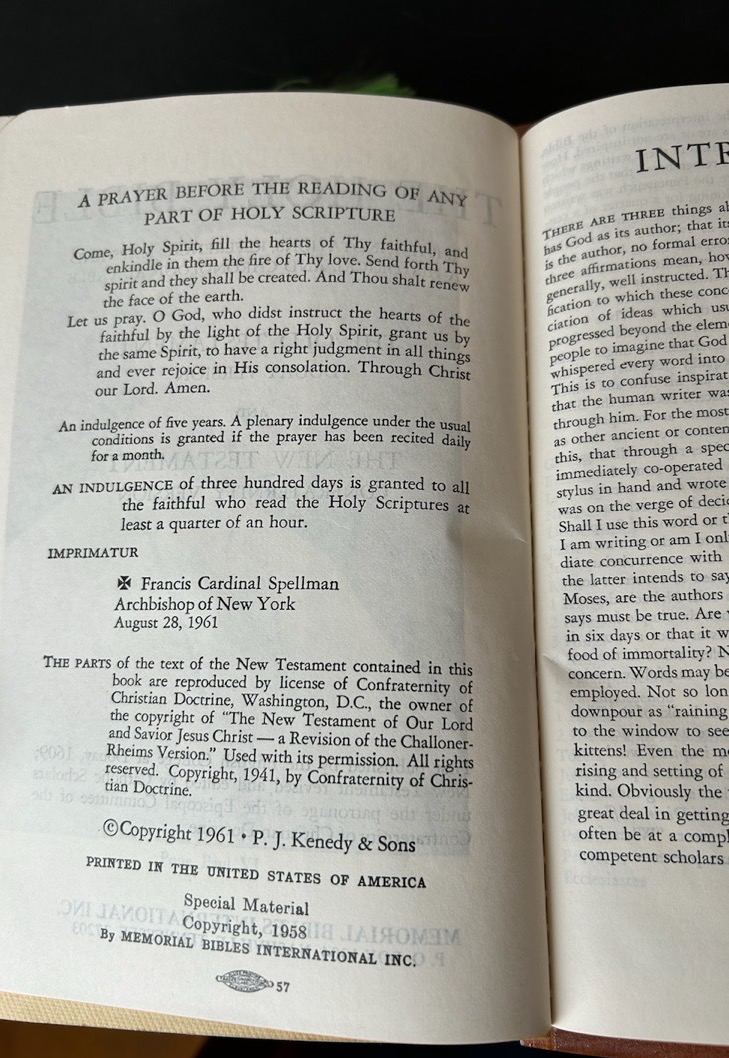 A PRAYER BEFORE THE READING OF ANY
PART OF HOLY SCRIPTURE
Come, Holy Spirit, fill the hearts of Thy faithful, and
enkindle in them the fire of Thy love. Send forth Thy
spirit and they shall be created. And Thou shalt renew
the face of the earth.
Let us pray. O God, who didst instruct the hearts of the
faithful by the light of the Holy Spirit, grant us by
the same Spirit, to have a right judgment in all things
and ever rejoice in His consolation. Through Christ
our Lord. Amen.
An indulgence of five years. A plenary indulgence under the usual
conditions is granted if the prayer has been recited daily
for a month.
AN INDULGENCE of three hundred days is granted to all
the faithful who read the Holy Scriptures at
least a quarter of an hour.
IMPRIMATUR
✠ Francis Cardinal Spellman
Archbishop of New York
August 28, 1961
THE PARTS of the text of the New Testament contained in this
book are reproduced by license of Confraternity of
Christian Doctrine, Washington, D.C., the owner of
the copyright of "The New Testament of Our Lord
and Savior Jesus Christ — a Revision of the Challoner-
Rheims Version." Used with its permission. All rights
reserved. Copyright, 1941, by Confraternity of Chris-
tian Doctrine.
©Copyright 1961 • P. J. Kenedy & Sons
PRINTED IN THE UNITED STATES OF AMERICA
Special Material
Copyright, 1958
By MEMORIAL BIBLES INTERNATIONAL INC.
57
INTR
THERE ARE THREE things
has God as its author; that
is the author, no formal
three affirmations mean,
generally, well instructed.
fication to which these
ciation of ideas which
progressed beyond the
people to imagine that God
whispered every word into
This is to confuse
that the human writer was
through him. For the most
as other ancient or
this, that through a
immediately co-operated
stylus in hand and wrote
was on the verge of
Shall I use this word or
I am writing or am I
diate concurrence with
the latter intends to say
Moses, are the authors
says must be true. Are
in six days or that it
food of immortality?
concern. Words may be
employed. Not so
downpour as "raining
to the window to see
kittens! Even the
rising and setting of
kind. Obviously the
great deal in getting
often be at a
competent scholars